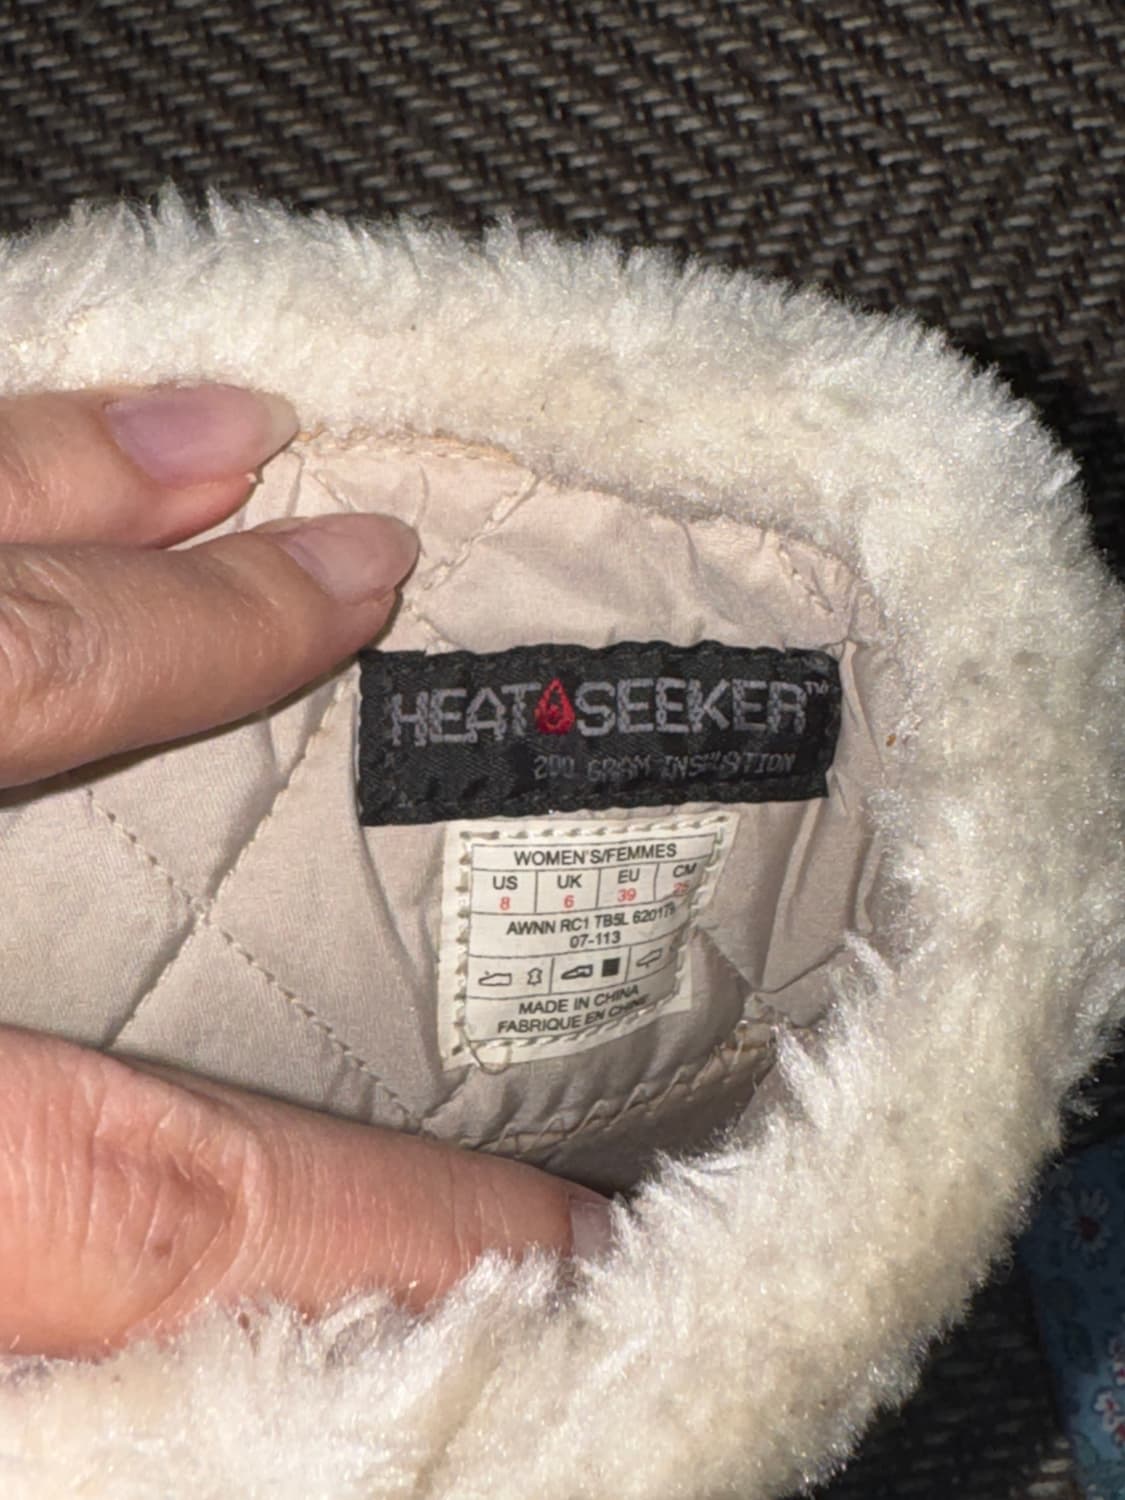 HEAT SEEKER™
200 GRAM INSULATION
WOMEN'S/FEMMES
US UK EU CM
8 6 39
AWNN RC1 TB5L
07-113
MADE IN CHINA
FABRIQUE EN CHINE